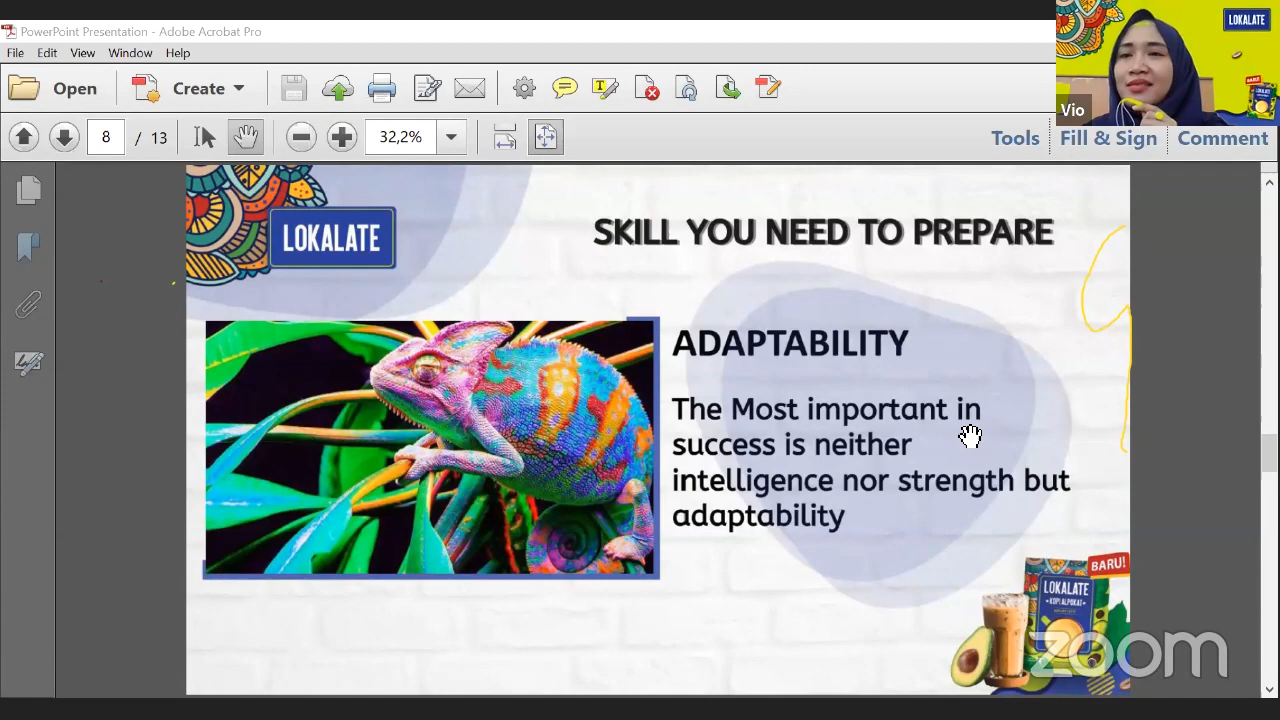 PowerPoint Presentation - Adobe Acrobat Pro
File Edit View Window Help
LOKALATE
Vio
Open Create
8 / 13 32,2%
Tools Fill & Sign Comment
LOKALATE
SKILL YOU NEED TO PREPARE
ADAPTABILITY
The Most important in
success is neither
intelligence nor strength but
adaptability
BARU!
LOKALATE
KOPI ALPOKAT
zoom